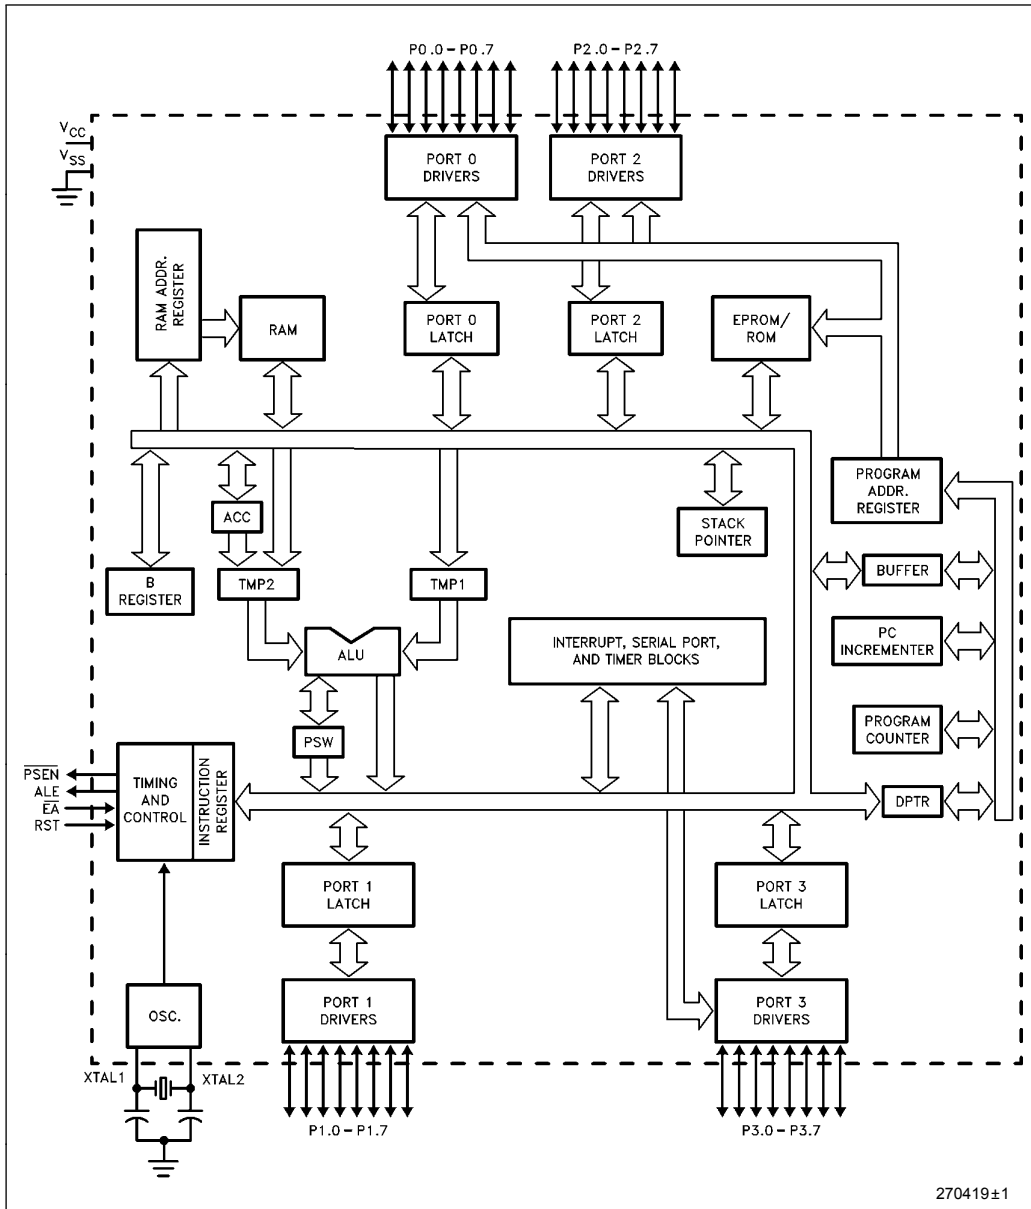 P0.0 – P0.7
P2.0 – P2.7
VCC
VSS
PORT 0
DRIVERS
PORT 2
DRIVERS
RAM ADDR.
REGISTER
RAM
PORT 0
LATCH
PORT 2
LATCH
EPROM/
ROM
PROGRAM
ADDR.
REGISTER
ACC
STACK
POINTER
B
REGISTER
TMP2
TMP1
BUFFER
ALU
INTERRUPT, SERIAL PORT,
AND TIMER BLOCKS
PC
INCREMENTER
PSW
PROGRAM
COUNTER
PSEN
ALE
EA
RST
TIMING
AND
CONTROL
INSTRUCTION
REGISTER
DPTR
PORT 1
LATCH
PORT 3
LATCH
OSC.
PORT 1
DRIVERS
PORT 3
DRIVERS
XTAL1
XTAL2
P1.0 – P1.7
P3.0 – P3.7
270419±1